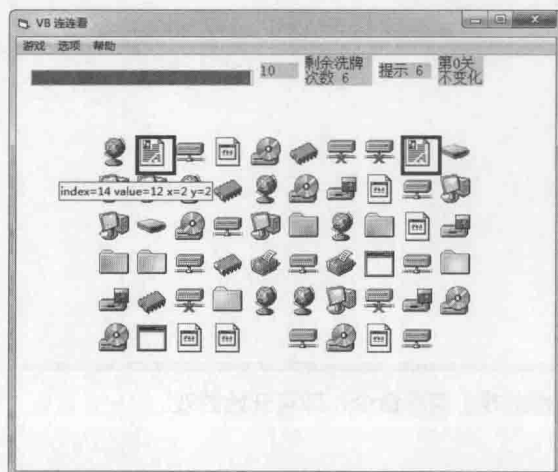 VB 连连看
游戏 选项 帮助
10
剩余洗牌
次数 6
提示 6
第0关
不变化
index=14 value=12 x=2 y=2